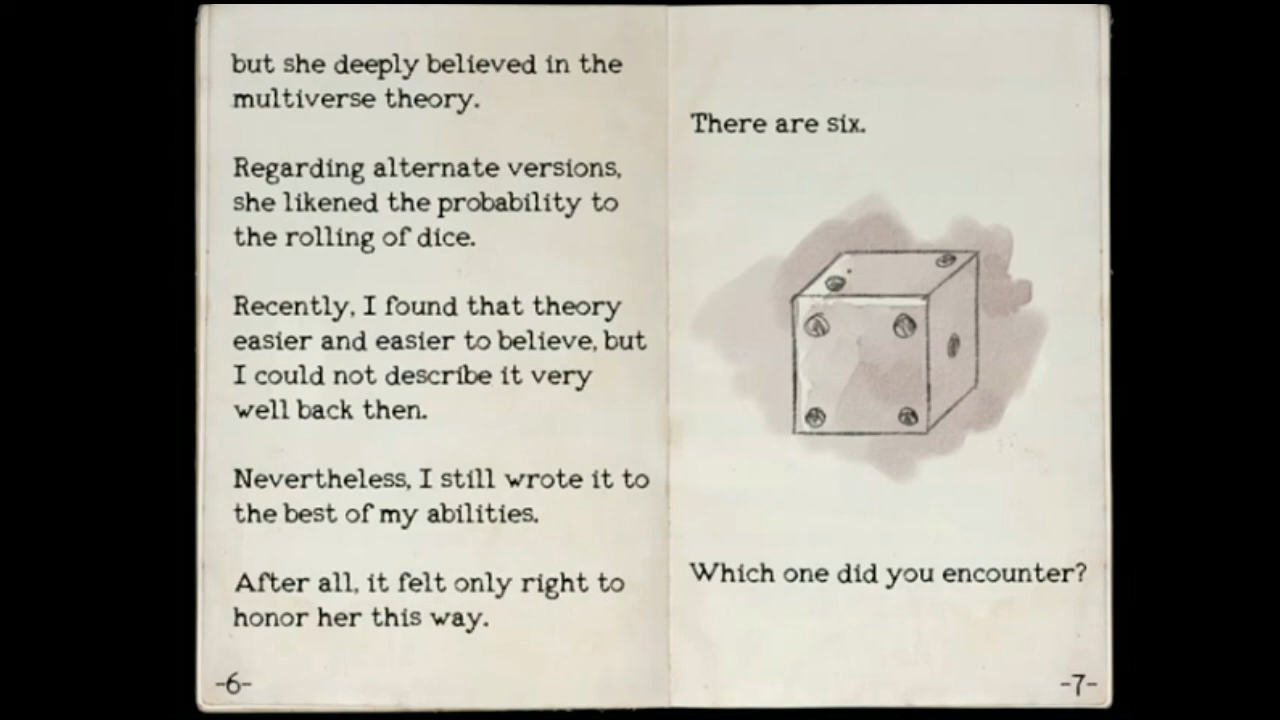 but she deeply believed in the
multiverse theory.
Regarding alternate versions,
she likened the probability to
the rolling of dice.
Recently, I found that theory
easier and easier to believe, but
I could not describe it very
well back then.
Nevertheless, I still wrote it to
the best of my abilities.
After all, it felt only right to
honor her this way.
-6-
There are six.
Which one did you encounter?
-7-